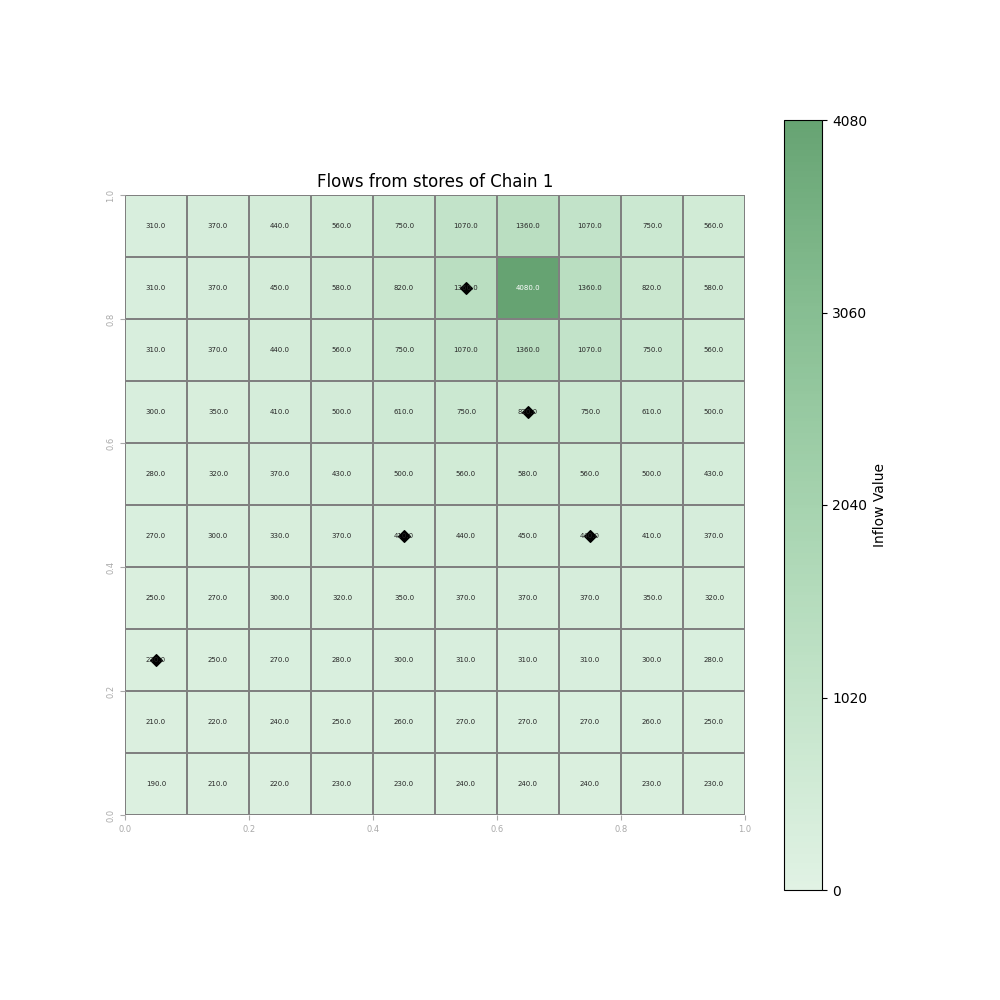 4080
Flows from stores of Chain 1
1.0
310.0 370.0 440.0 560.0 750.0 1070.0 1360.0 1070.0 750.0 560.0
310.0 370.0 450.0 580.0 820.0 4080.0 1360.0 820.0 580.0
0.8
3060
310.0 370.0 440.0 560.0 750.0 1070.0 1360.0 1070.0 750.0 560.0
300.0 350.0 410.0 500.0 610.0 750.0 750.0 610.0 500.0
0.6
280.0 320.0 370.0 430.0 500.0 560.0 580.0 560.0 500.0 430.0
2040
Inflow Value
270.0 300.0 330.0 370.0 440.0 450.0 410.0 370.0
0.4
250.0 270.0 300.0 320.0 350.0 370.0 370.0 370.0 350.0 320.0
250.0 270.0 280.0 300.0 310.0 310.0 310.0 300.0 280.0
0.2
1020
210.0 220.0 240.0 250.0 260.0 270.0 270.0 270.0 260.0 250.0
190.0 210.0 220.0 230.0 230.0 240.0 240.0 240.0 230.0 230.0
0.0
0.0 0.2 0.4 0.6 0.8 1.0
0